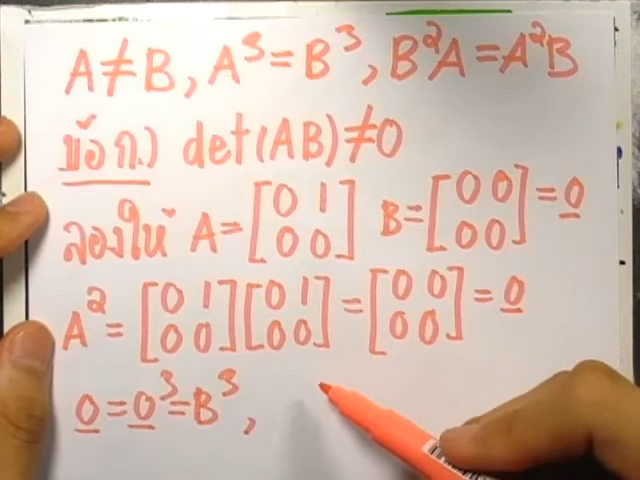 A≠B, A³=B³, B²A=A²B
ข้อ ก.) det(AB)≠0
ลองให้ A=[0 1 0 0] B=[0 0 0 0]=0
A²=[0 1 0 0][0 1 0 0]=[0 0 0 0]=0
0=0³=B³,